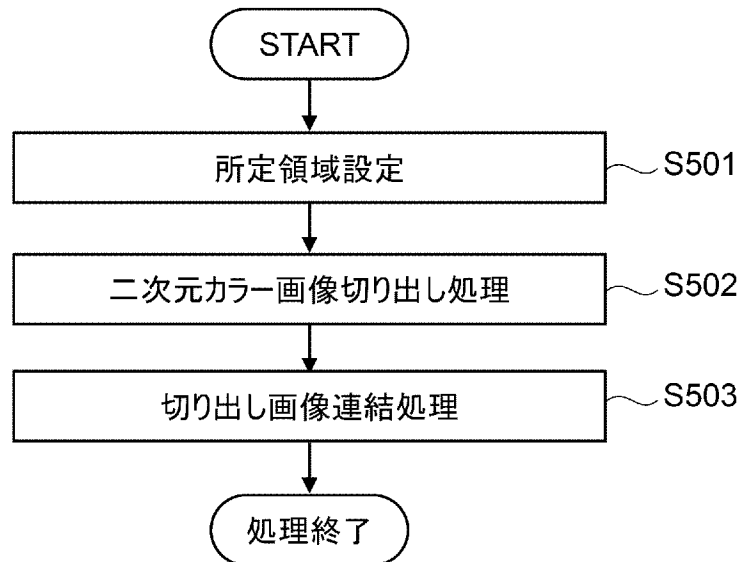 START
所定領域設定
S501
二次元カラー画像切り出し処理
S502
切り出し画像連結処理
S503
処理終了